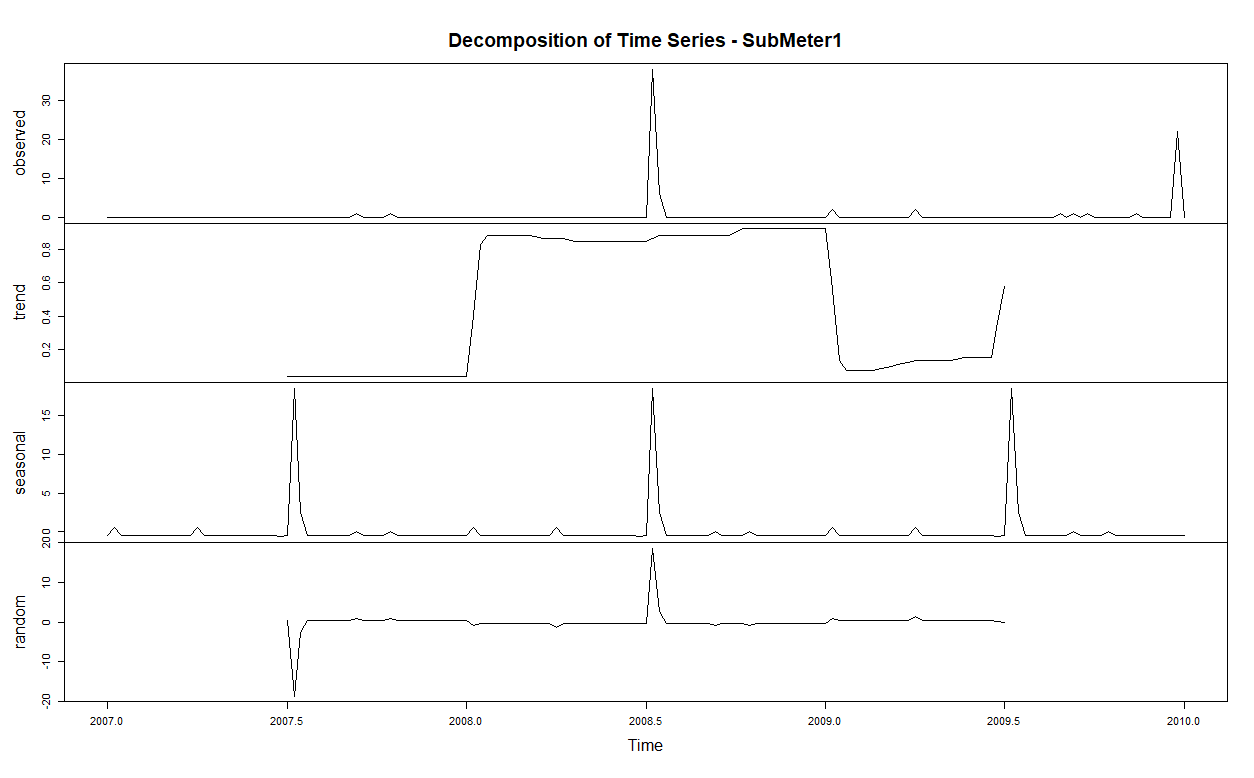 Decomposition of Time Series - SubMeter1
observed
30
20
10
0
trend
0.8
0.6
0.4
0.2
seasonal
15
10
5
0
random
20
10
0
-10
-20
2007.0 2007.5 2008.0 2008.5 2009.0 2009.5 2010.0
Time